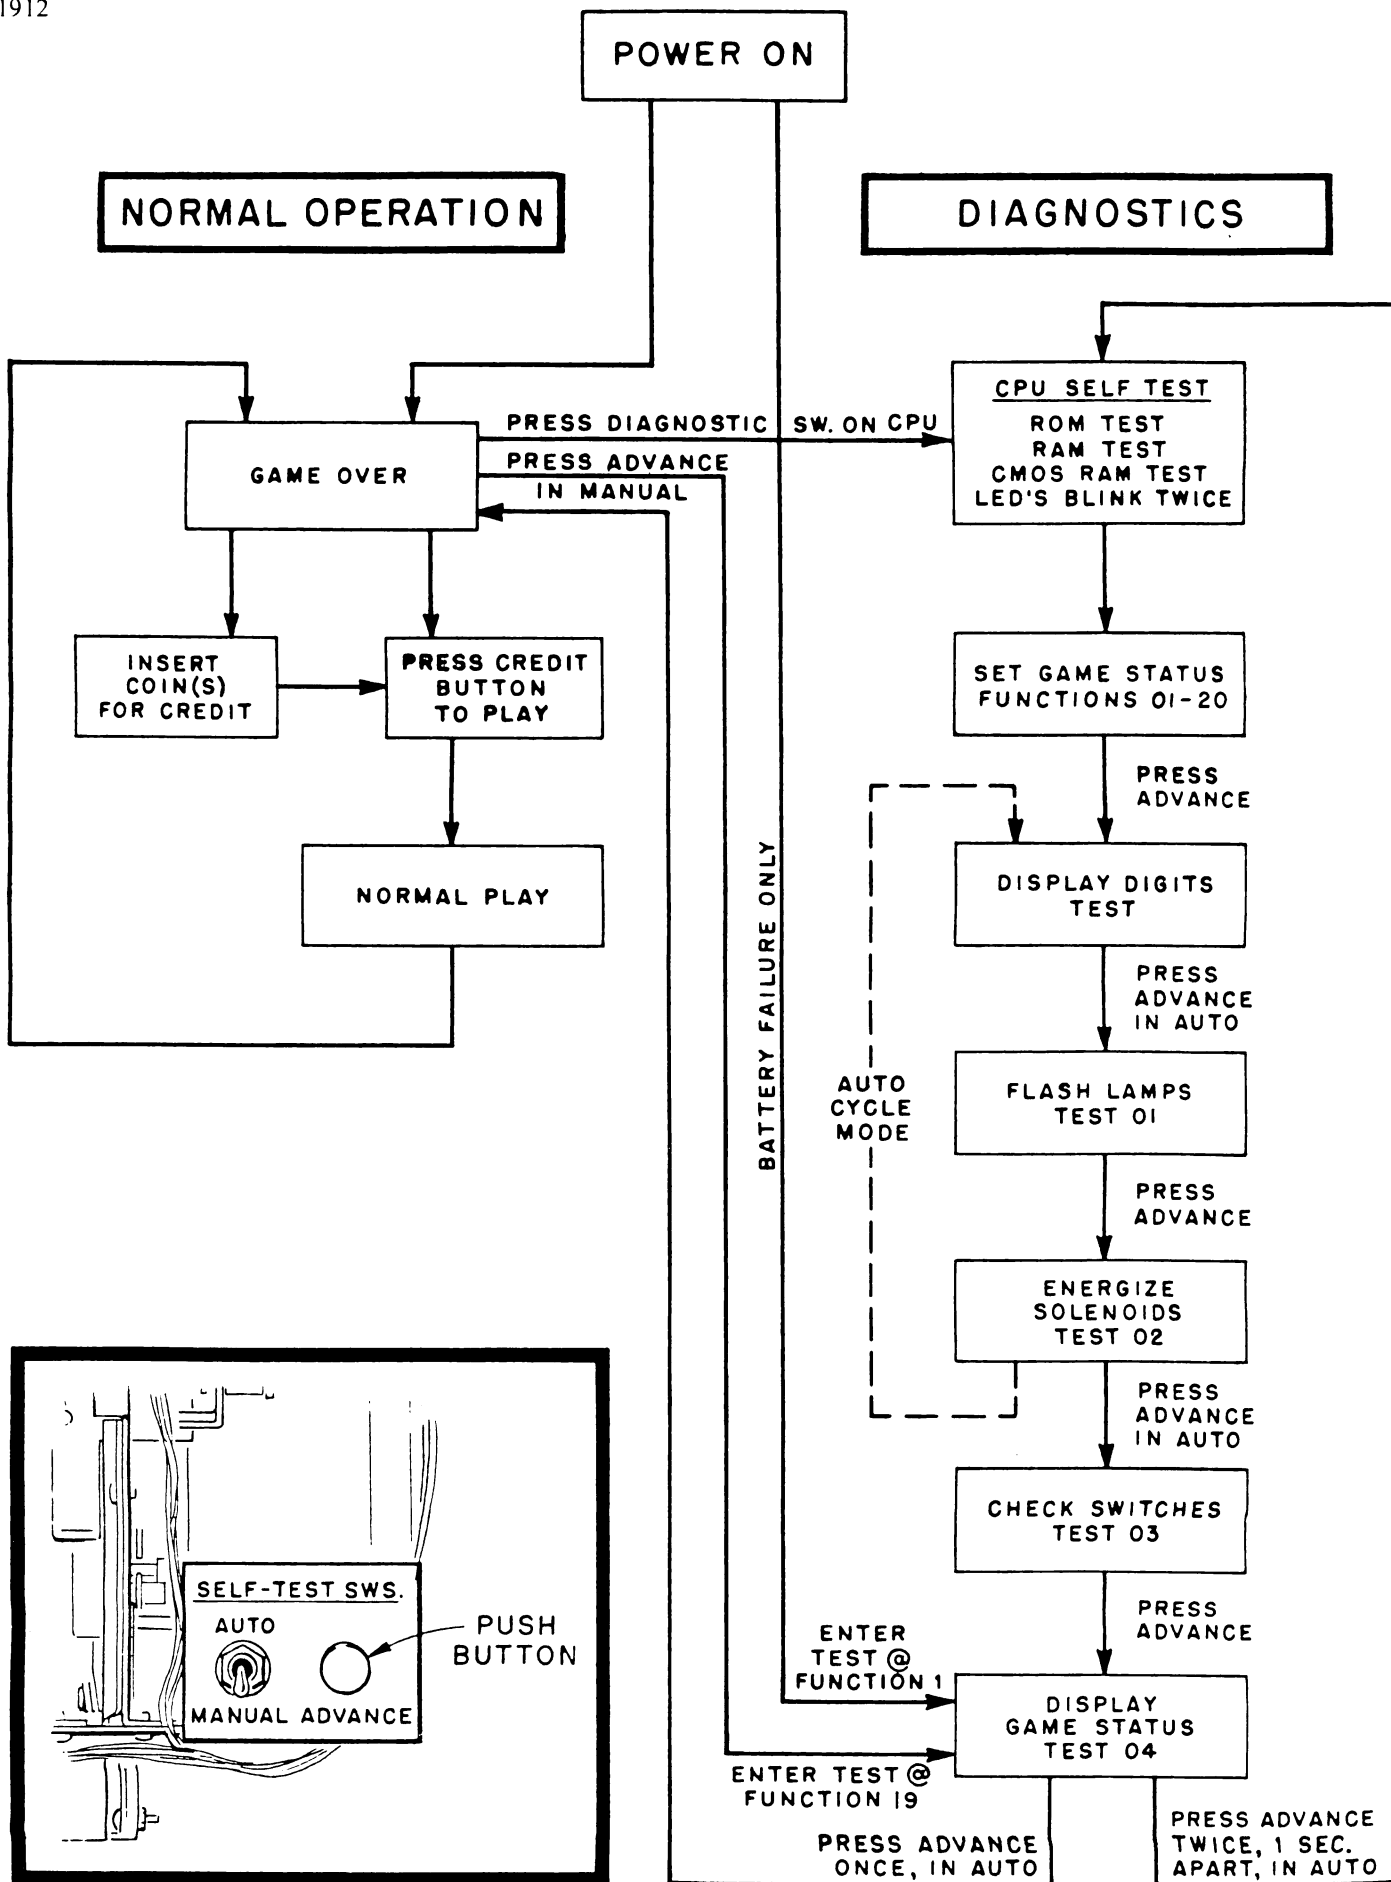 1912
POWER ON
NORMAL OPERATION
DIAGNOSTICS
PRESS DIAGNOSTIC SW. ON CPU
PRESS ADVANCE
IN MANUAL
GAME OVER
INSERT
COIN(S)
FOR CREDIT
PRESS CREDIT
BUTTON
TO PLAY
NORMAL PLAY
BATTERY FAILURE ONLY
CPU SELF TEST
ROM TEST
RAM TEST
CMOS RAM TEST
LED'S BLINK TWICE
SET GAME STATUS
FUNCTIONS 01-20
PRESS
ADVANCE
DISPLAY DIGITS
TEST
PRESS
ADVANCE
IN AUTO
AUTO
CYCLE
MODE
FLASH LAMPS
TEST 01
PRESS
ADVANCE
ENERGIZE
SOLENOIDS
TEST 02
PRESS
ADVANCE
IN AUTO
CHECK SWITCHES
TEST 03
PRESS
ADVANCE
ENTER
TEST @
FUNCTION 1
DISPLAY
GAME STATUS
TEST 04
ENTER TEST @
FUNCTION 19
PRESS ADVANCE
ONCE, IN AUTO
PRESS ADVANCE
TWICE, 1 SEC.
APART, IN AUTO
SELF-TEST SWS.
AUTO
MANUAL ADVANCE
PUSH
BUTTON